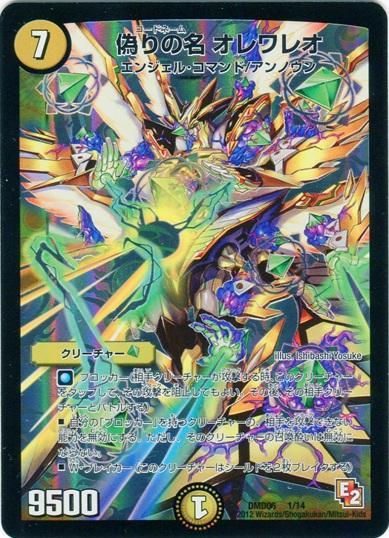 7
コードネーム
偽りの名 オレワレオ
エンジェル・コマンド/アンノウン
クリーチャー
illus. Ishibashi Yosuke
ブロッカー(相手クリーチャーが攻撃する時、このクリーチャー
をタップして、その攻撃を阻止してもよい。その後、その相手クリー
チャーとバトルする)
■自分の「ブロッカー」を持つクリーチャーの、相手を攻撃できない
能力を無効にする。ただし、そのクリーチャーの召喚酔いは無効に
ならない。
■W・ブレイカー(このクリーチャーはシールドを2枚ブレイクする)
9500
1
E2
DMD06 1/14
2012 Wizards/Shogakukan/Mitsui-Kids